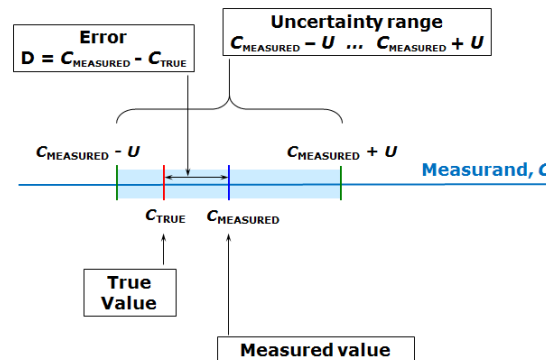 Error
D = CMEASURED - CTRUE
Uncertainty range
CMEASURED – U ... CMEASURED + U
CMEASURED – U
CMEASURED + U
Measurand, C
CTRUE
CMEASURED
True
Value
Measured value